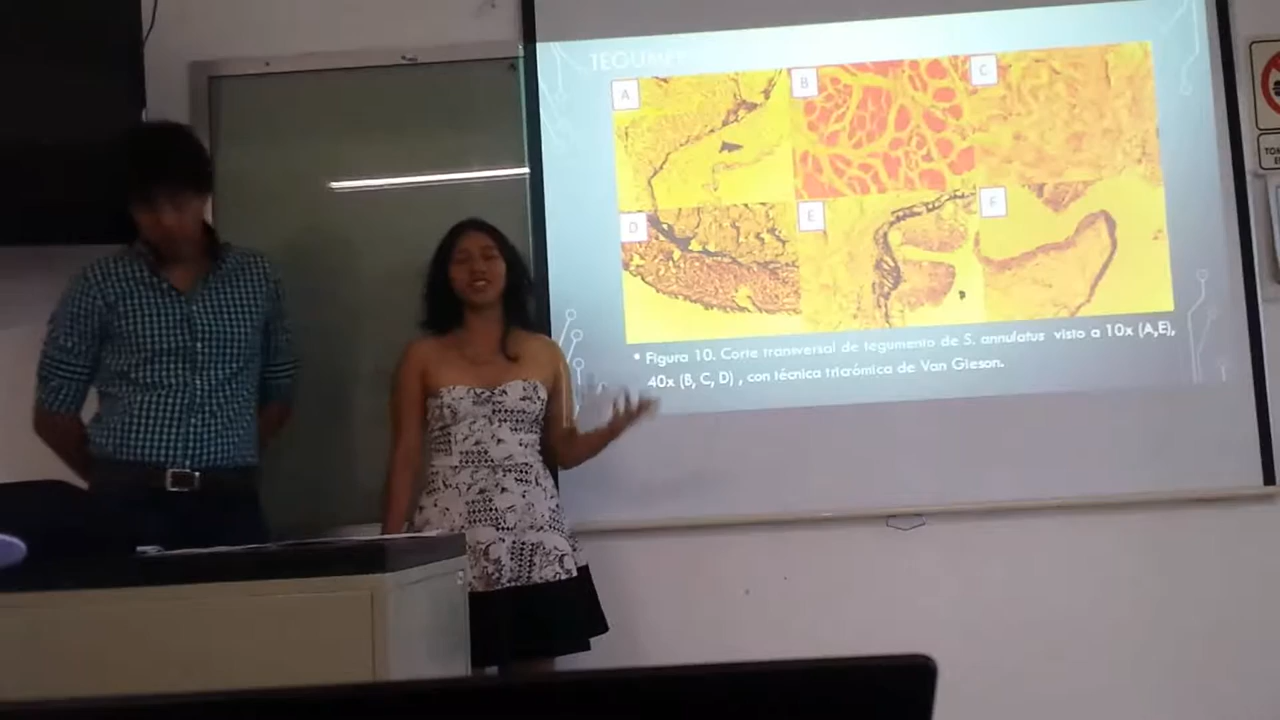 A
B
C
D
E
F
• Figura 10. Corte transversal de tegumento de S. annulatus visto a 10x (A,E),
40x (B, C, D) , con técnica tricrómica de Van Gieson.